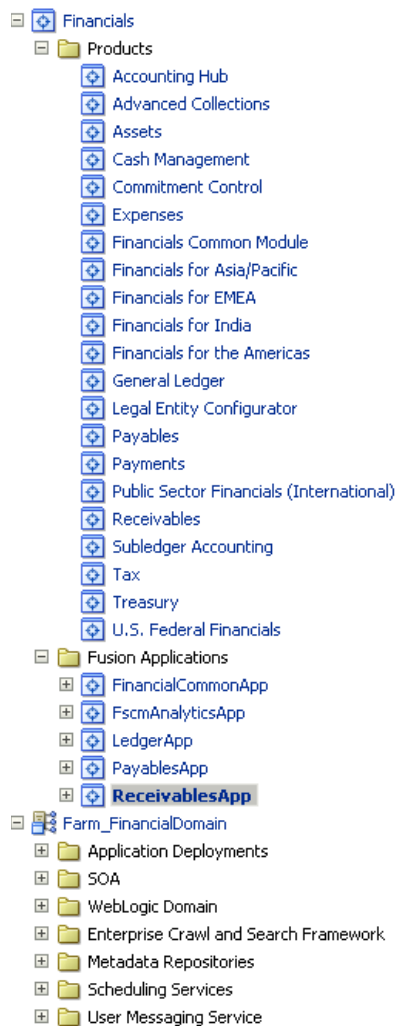 Financials
Products
Accounting Hub
Advanced Collections
Assets
Cash Management
Commitment Control
Expenses
Financials Common Module
Financials for Asia/Pacific
Financials for EMEA
Financials for India
Financials for the Americas
General Ledger
Legal Entity Configurator
Payables
Payments
Public Sector Financials (International)
Receivables
Subledger Accounting
Tax
Treasury
U.S. Federal Financials
Fusion Applications
FinancialCommonApp
FscmAnalyticsApp
LedgerApp
PayablesApp
ReceivablesApp
Farm_FinancialDomain
Application Deployments
SOA
WebLogic Domain
Enterprise Crawl and Search Framework
Metadata Repositories
Scheduling Services
User Messaging Service